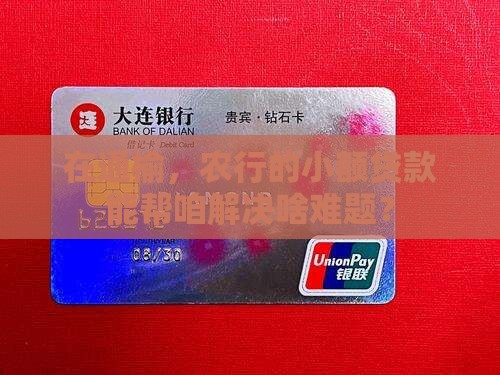 大连银行
BANK OF DALIAN
贵宾·钻石卡
借记卡 Debit Card
农行的小额贷款
能帮咱解决啥难题?
08/30
UnionPay
银联